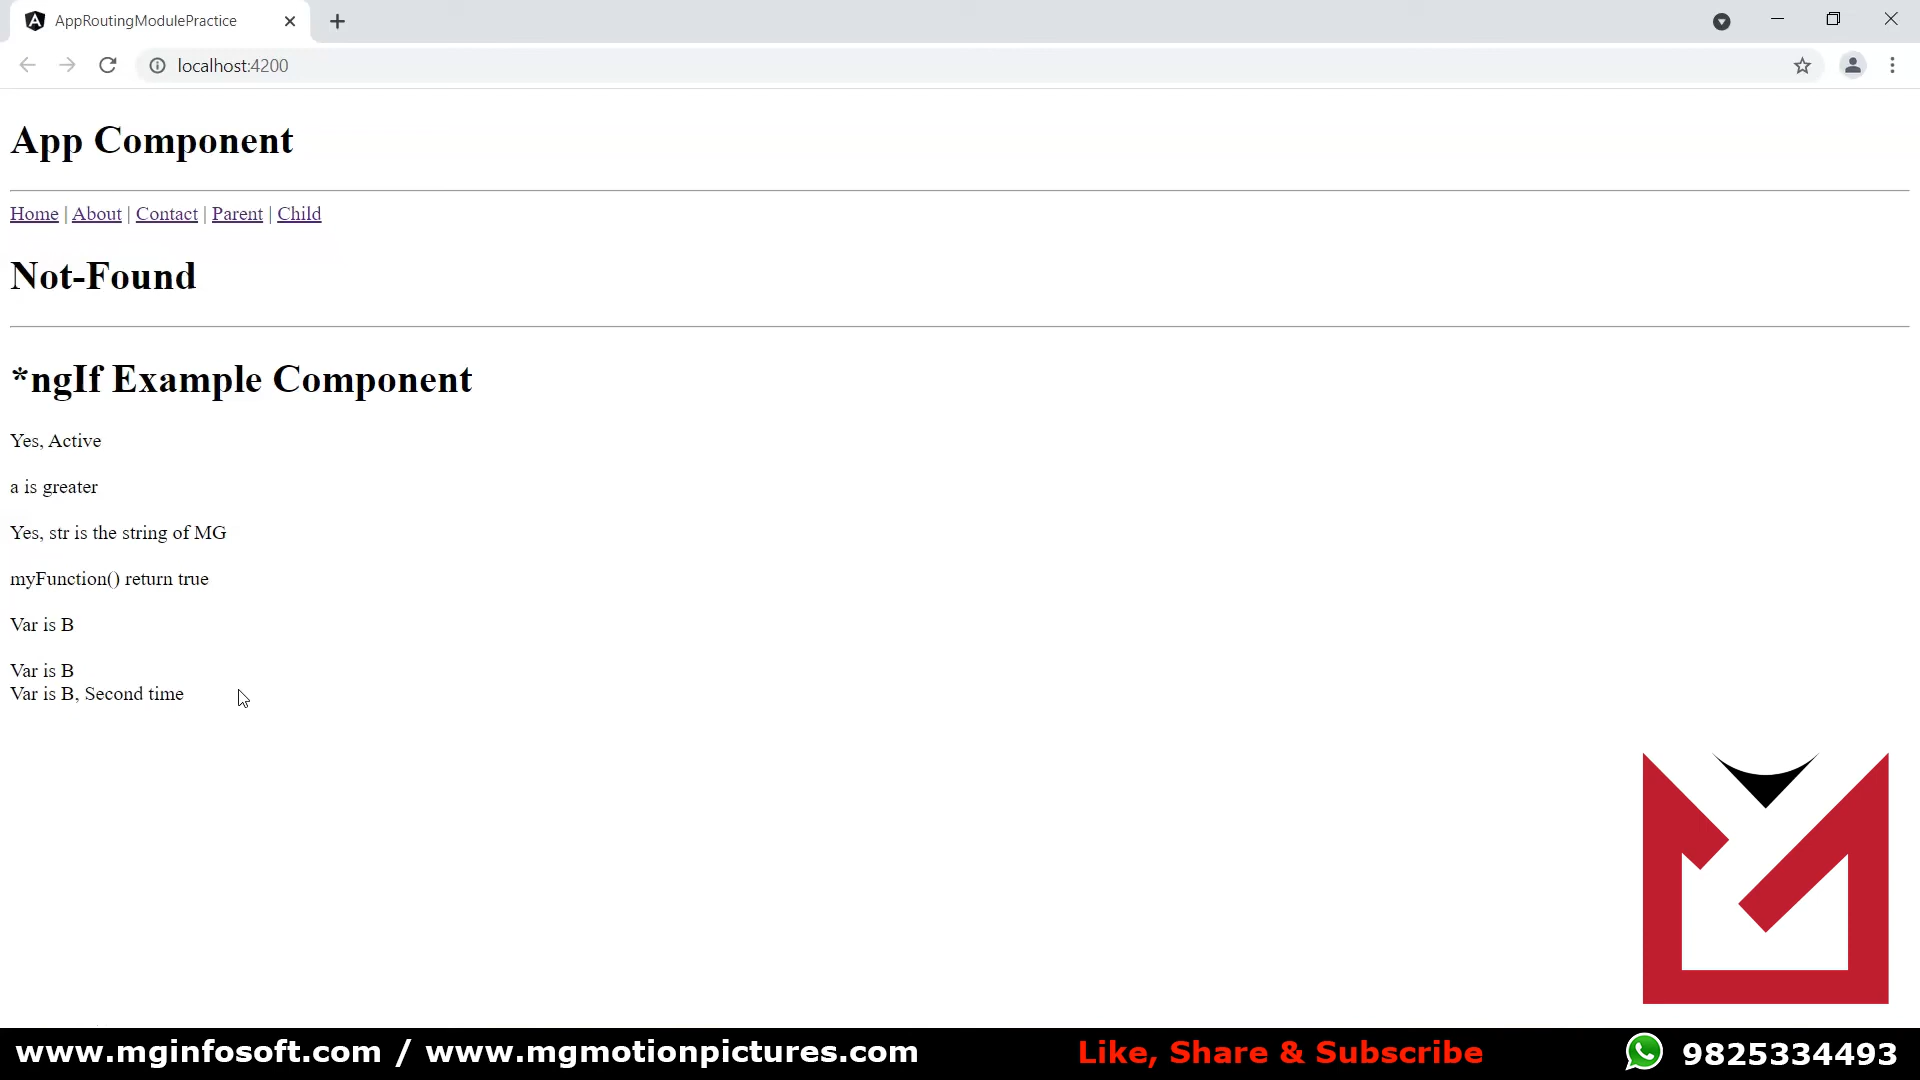 AppRoutingModulePractice
localhost:4200
App Component
Home | About | Contact | Parent | Child
Not-Found
*ngIf Example Component
Yes, Active
a is greater
Yes, str is the string of MG
myFunction() return true
Var is B
Var is B
Var is B, Second time
www.mginfosoft.com / www.mgmotionpictures.com Like, Share & Subscribe 9825334493